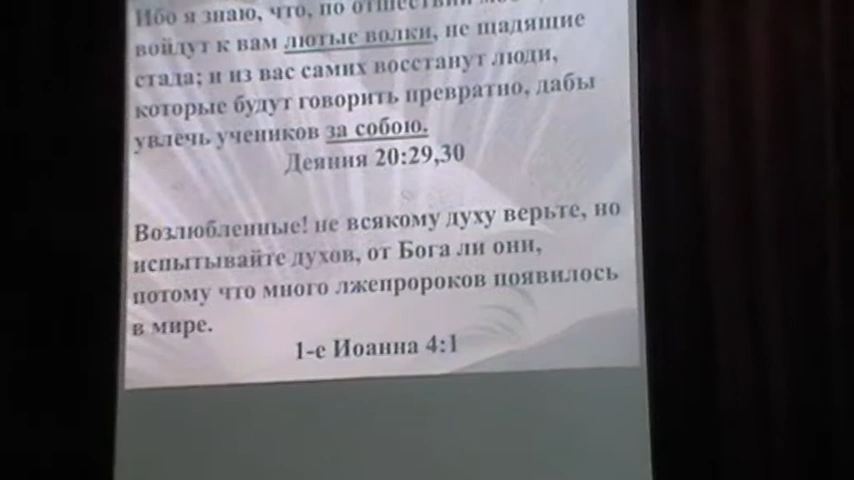 Ибо я знаю, что, по отшествии
войдут к вам лютые волки, не щадящие
стада; и из вас самих восстанут люди,
которые будут говорить превратно, дабы
увлечь учеников за собою.
Деяния 20:29,30
Возлюбленные! не всякому духу верьте, но
испытывайте духов, от Бога ли они,
потому что много лжепророков появилось
в мире.
1-е Иоанна 4:1